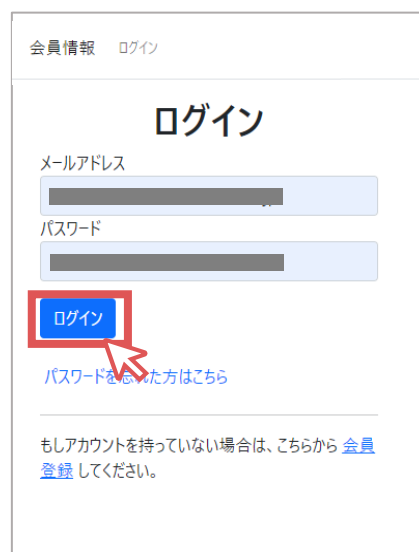 会員情報 ログイン
ログイン
メールアドレス
パスワード
ログイン
パスワードを忘れた方はこちら
もしアカウントを持っていない場合は、こちらから 会員
登録 してください。